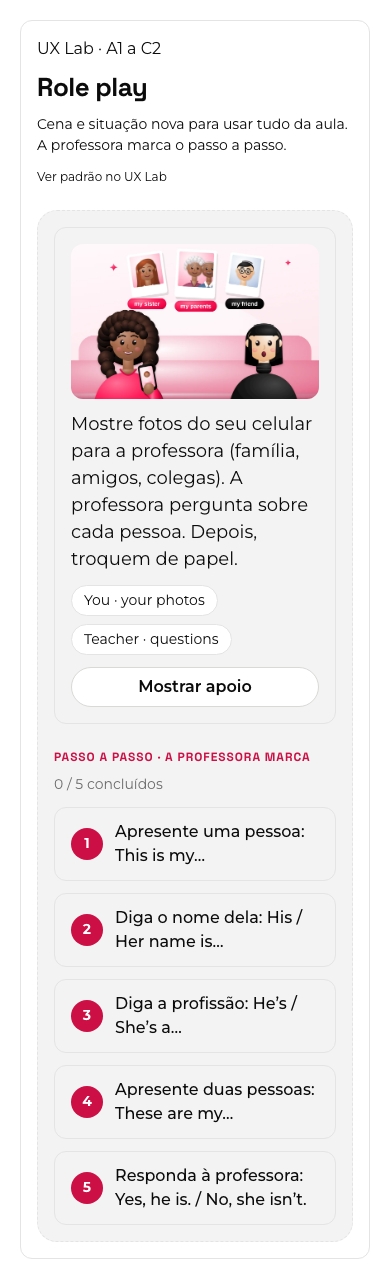 UX Lab · A1 a C2
Role play
Cena e situação nova para usar tudo da aula.
A professora marca o passo a passo.
Ver padrão no UX Lab
my sister
my parents
my friend
Mostre fotos do seu celular
para a professora (família,
amigos, colegas). A
professora pergunta sobre
cada pessoa. Depois,
troquem de papel.
You · your photos
Teacher · questions
Mostrar apoio
PASSO A PASSO · A PROFESSORA MARCA
0 / 5 concluídos
1
Apresente uma pessoa:
This is my...
2
Diga o nome dela: His /
Her name is...
3
Diga a profissão: He’s /
She’s a...
4
Apresente duas pessoas:
These are my...
5
Responda à professora:
Yes, he is. / No, she isn’t.